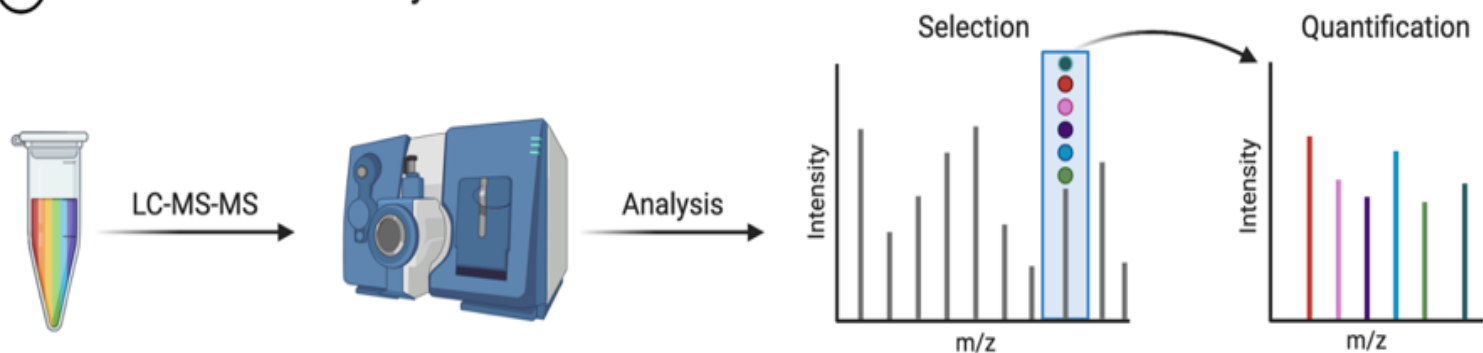 LC-MS-MS
Analysis
Selection
Intensity
m/z
Quantification
Intensity
m/z